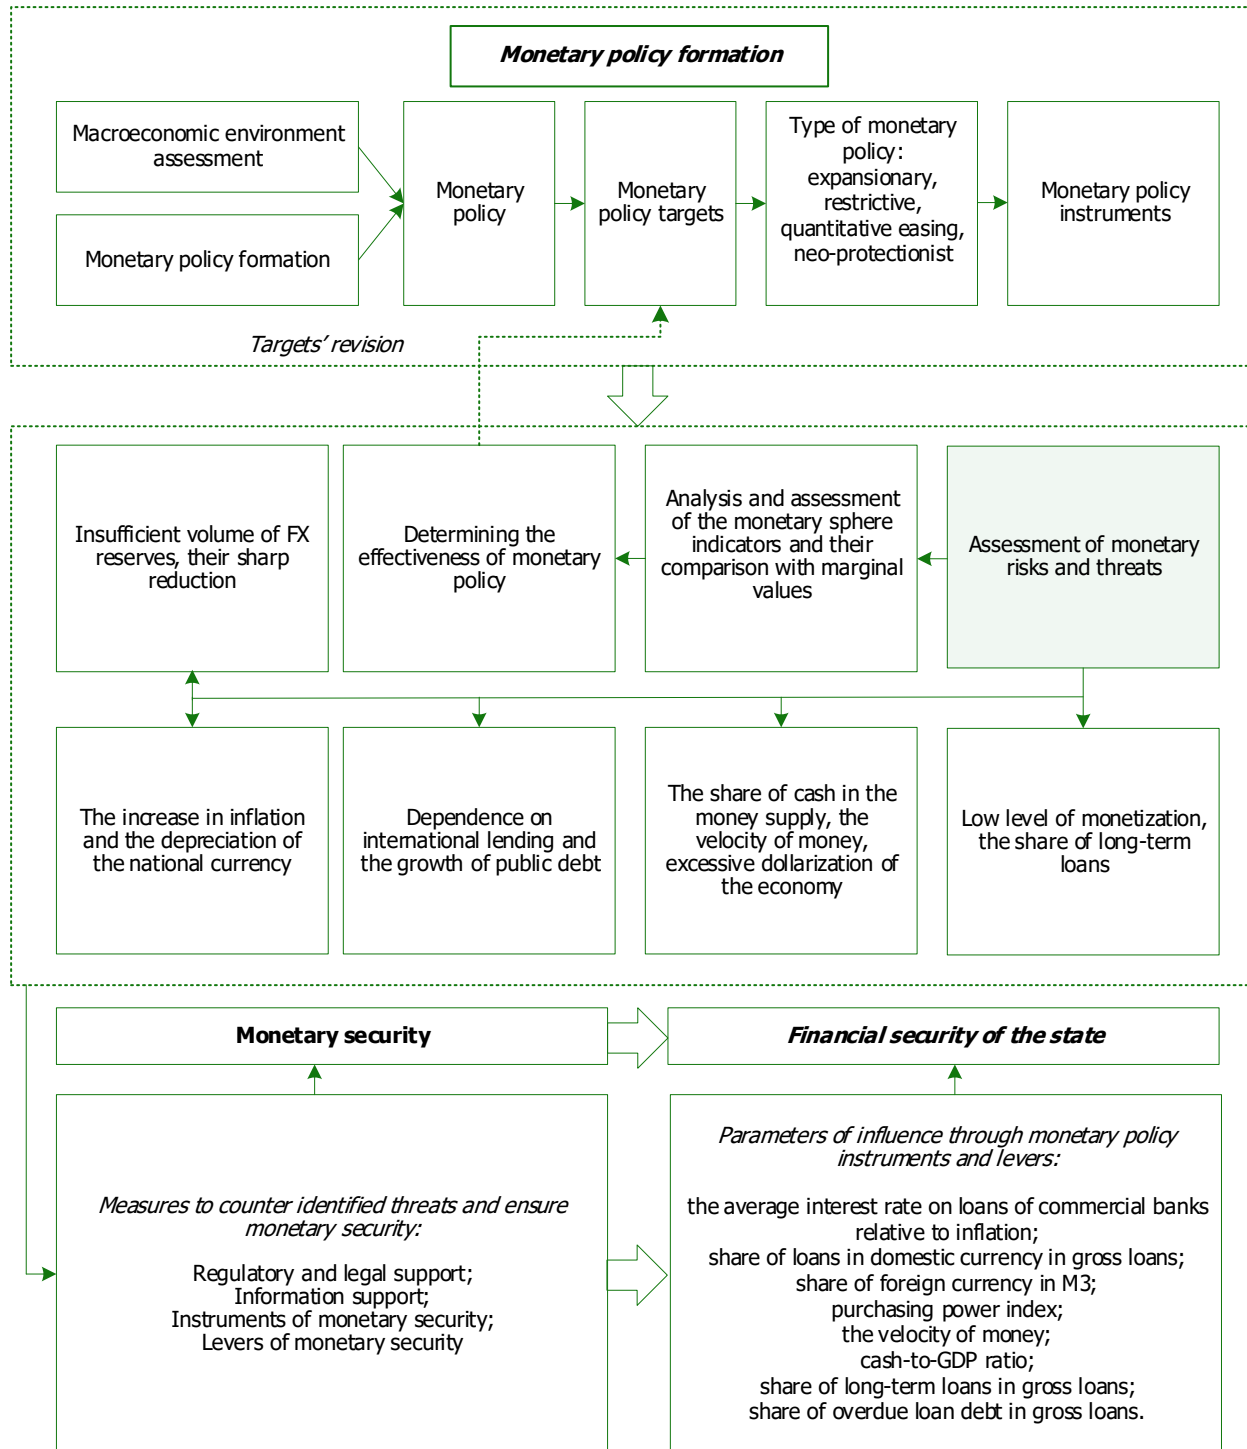 Monetary policy formation
Macroeconomic environment
assessment
Monetary policy formation
Monetary
policy
Monetary
policy targets
Type of monetary
policy:
expansionary,
restrictive,
quantitative easing,
neo-protectionist
Monetary policy
instruments
Targets’ revision
Insufficient volume of FX
reserves, their sharp
reduction
Determining the
effectiveness of monetary
policy
Analysis and assessment
of the monetary sphere
indicators and their
comparison with marginal
values
Assessment of monetary
risks and threats
The increase in inflation
and the depreciation of
the national currency
Dependence on
international lending and
the growth of public debt
The share of cash in the
money supply, the
velocity of money,
excessive dollarization of
the economy
Low level of monetization,
the share of long-term
loans
Monetary security
Financial security of the state
Measures to counter identified threats and ensure
monetary security:
Regulatory and legal support;
Information support;
Instruments of monetary security;
Levers of monetary security
Parameters of influence through monetary policy
instruments and levers:
the average interest rate on loans of commercial banks
relative to inflation;
share of loans in domestic currency in gross loans;
share of foreign currency in M3;
purchasing power index;
the velocity of money;
cash-to-GDP ratio;
share of long-term loans in gross loans;
share of overdue loan debt in gross loans.